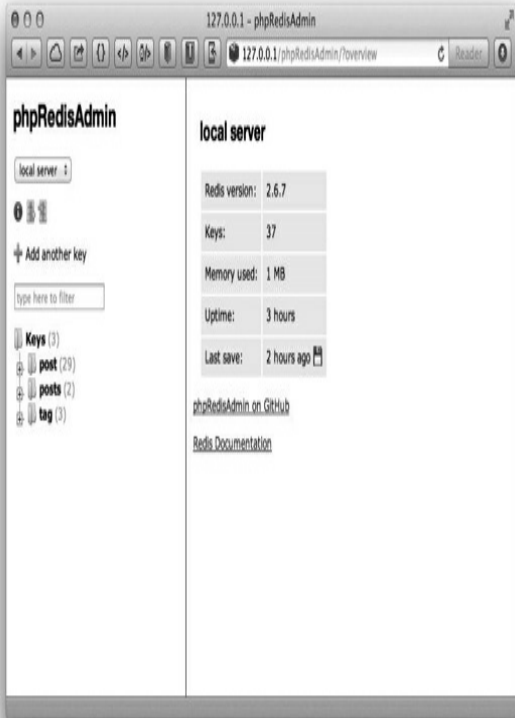 127.0.0.1 – phpRedisAdmin
127.0.0.1/phpRedisAdmin/?overview
Reader
phpRedisAdmin
local server
Add another key
type here to filter
Keys (3)
post (29)
posts (2)
tag (3)
local server
Redis version: 2.6.7
Keys: 37
Memory used: 1 MB
Uptime: 3 hours
Last save: 2 hours ago
phpRedisAdmin on GitHub
Redis Documentation